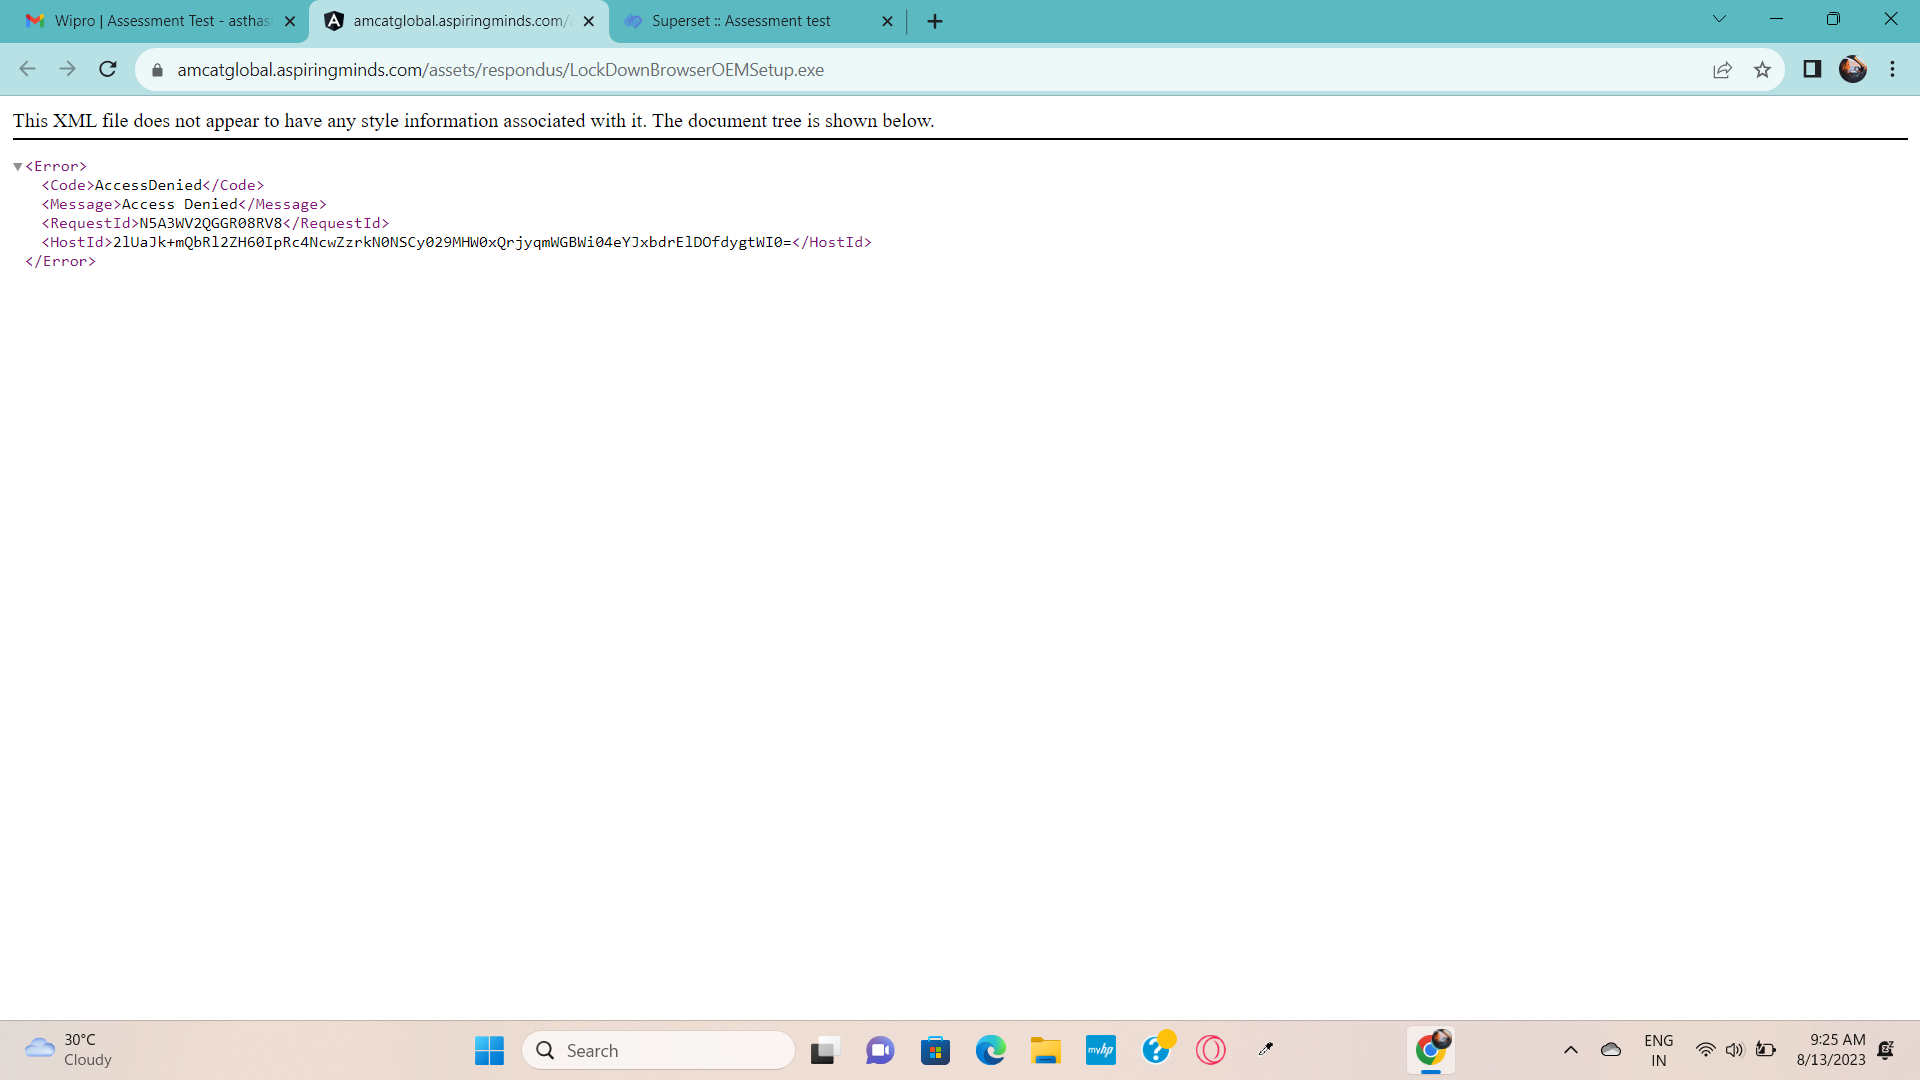 Wipro | Assessment Test - asthas
amcatglobal.aspiringminds.com/a
Superset :: Assessment test
amcatglobal.aspiringminds.com/assets/respondus/LockDownBrowserOEMSetup.exe
This XML file does not appear to have any style information associated with it. The document tree is shown below.
<Error>
<Code>AccessDenied</Code>
<Message>Access Denied</Message>
<RequestId>N5A3WV2QGGR08RV8</RequestId>
<HostId>2lUaJk+mQbRl2ZH60IpRc4NcwZzrkN0NSCy029MHW0xQrjyqmWGBWi04eYJxbdrElDOfdygtWI0=</HostId>
</Error>
30°C
Cloudy
Search
myhp
ENG
IN
9:25 AM
8/13/2023